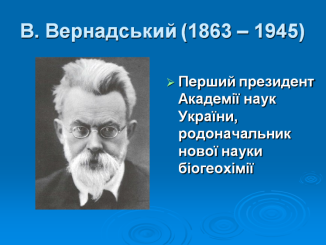 В. Вернадський (1863 – 1945)
Перший президент
Академії наук
України,
родоначальник
нової науки
біогеохімії